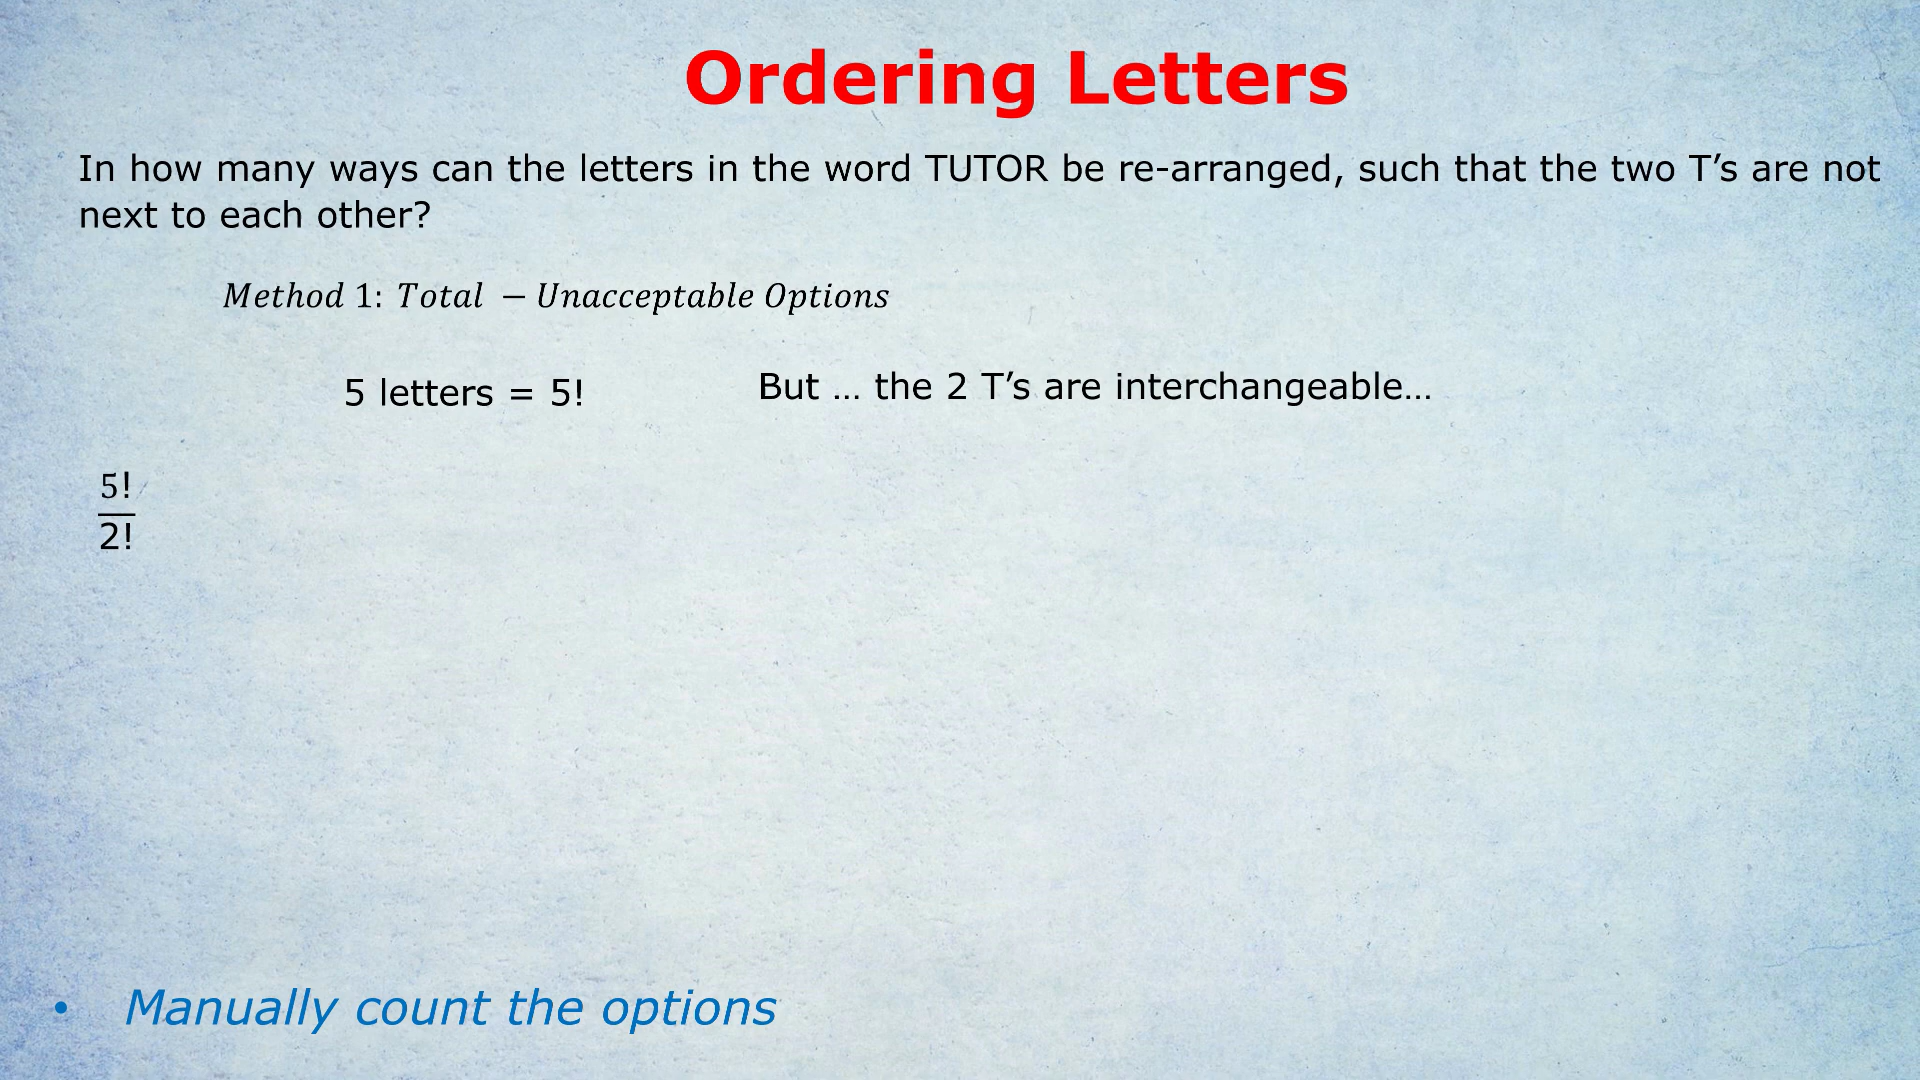 Ordering Letters
In how many ways can the letters in the word TUTOR be re-arranged, such that the two T’s are not
next to each other?
Method 1: Total − Unacceptable Options
5 letters = 5!
But … the 2 T’s are interchangeable…
5!
2!
• Manually count the options